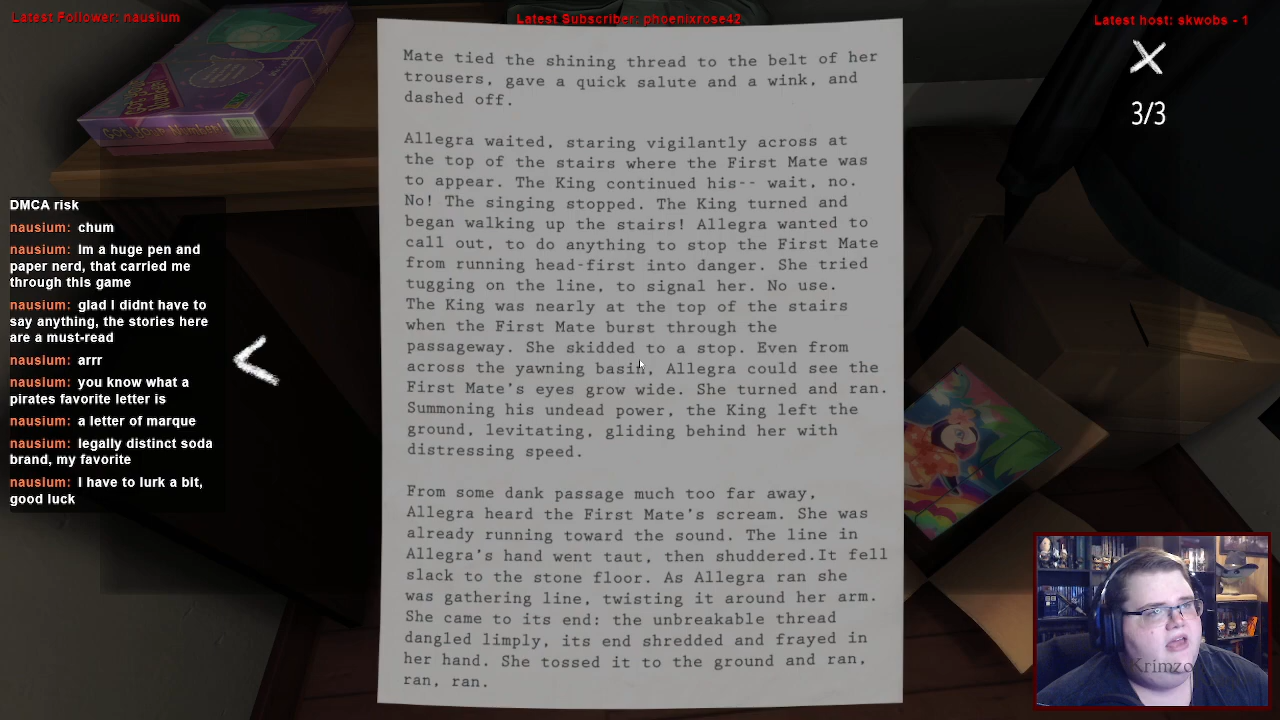 Latest Follower: nausium
Latest Subscriber: phoenixrose42
Latest host: skwobs - 1
3/3
Got Your Number!
DMCA risk
nausium: chum
nausium: Im a huge pen and
paper nerd, that carried me
through this game
nausium: glad I didnt have to
say anything, the stories here
are a must-read
nausium: arrr
nausium: you know what a
pirates favorite letter is
nausium: a letter of marque
nausium: legally distinct soda
brand, my favorite
nausium: I have to lurk a bit,
good luck
Mate tied the shining thread to the belt of her
trousers, gave a quick salute and a wink, and
dashed off.
Allegra waited, staring vigilantly across at
the top of the stairs where the First Mate was
to appear. The King continued his-- wait, no.
No! The singing stopped. The King turned and
began walking up the stairs! Allegra wanted to
call out, to do anything to stop the First Mate
from running head-first into danger. She tried
tugging on the line, to signal her. No use.
The King was nearly at the top of the stairs
when the First Mate burst through the
passageway. She skidded to a stop. Even from
across the yawning basin, Allegra could see the
First Mate's eyes grow wide. She turned and ran.
Summoning his undead power, the King left the
ground, levitating, gliding behind her with
distressing speed.
From some dank passage much too far away,
Allegra heard the First Mate's scream. She was
already running toward the sound. The line in
Allegra's hand went taut, then shuddered.It fell
slack to the stone floor. As Allegra ran she
was gathering line, twisting it around her arm.
She came to its end: the unbreakable thread
dangled limply, its end shredded and frayed in
her hand. She tossed it to the ground and ran,
ran, ran.